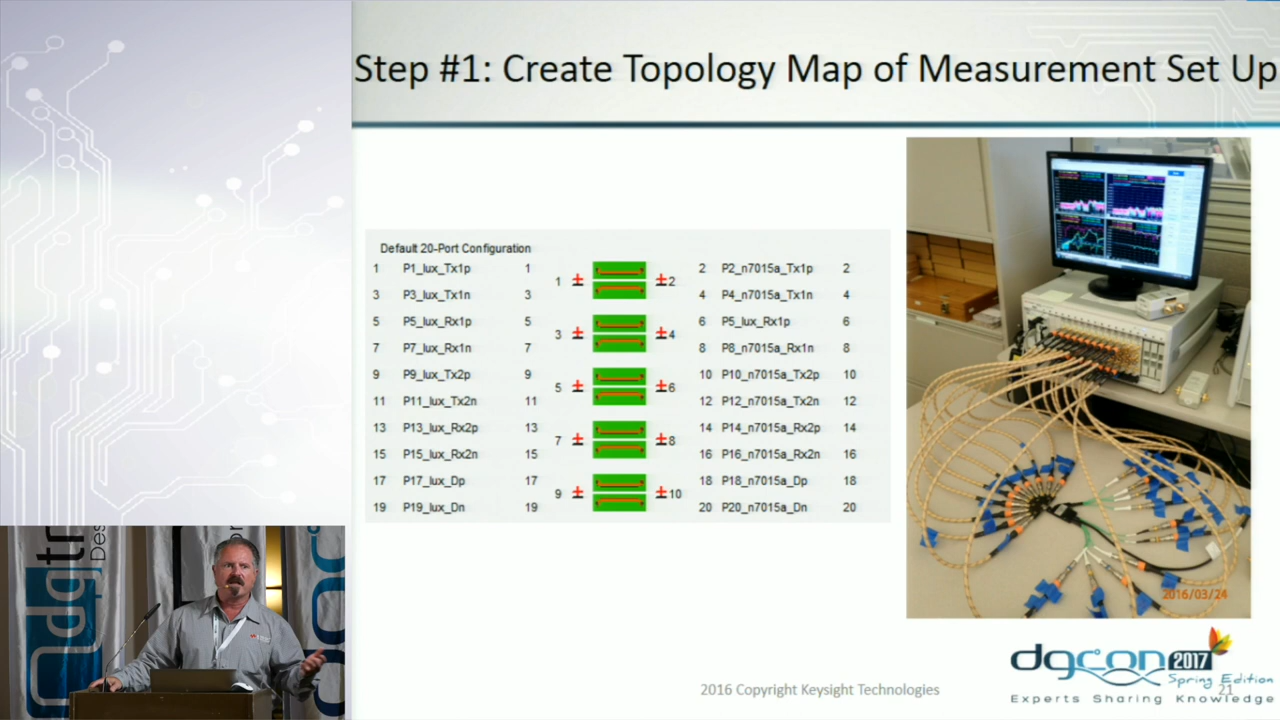 Step #1: Create Topology Map of Measurement Set Up
Default 20-Port Configuration
1 P1_lux_Tx1p 1 2 P2_n7015a_Tx1p 2
1 ± ±2
3 P3_lux_Tx1n 3 4 P4_n7015a_Tx1n 4
5 P5_lux_Rx1p 5 6 P5_lux_Rx1p 6
3 ± ±4
7 P7_lux_Rx1n 7 8 P8_n7015a_Rx1n 8
9 P9_lux_Tx2p 9 10 P10_n7015a_Tx2p 10
5 ± ±6
11 P11_lux_Tx2n 11 12 P12_n7015a_Tx2n 12
13 P13_lux_Rx2p 13 14 P14_n7015a_Rx2p 14
7 ± ±8
15 P15_lux_Rx2n 15 16 P16_n7015a_Rx2n 16
17 P17_lux_Dp 17 18 P18_n7015a_Dp 18
9 ± ±10
19 P19_lux_Dn 19 20 P20_n7015a_Dn 20
2016/03/24
dgcon 2017
Spring Edition
Experts Sharing Knowledge
2016 Copyright Keysight Technologies
21
dgtr
Des